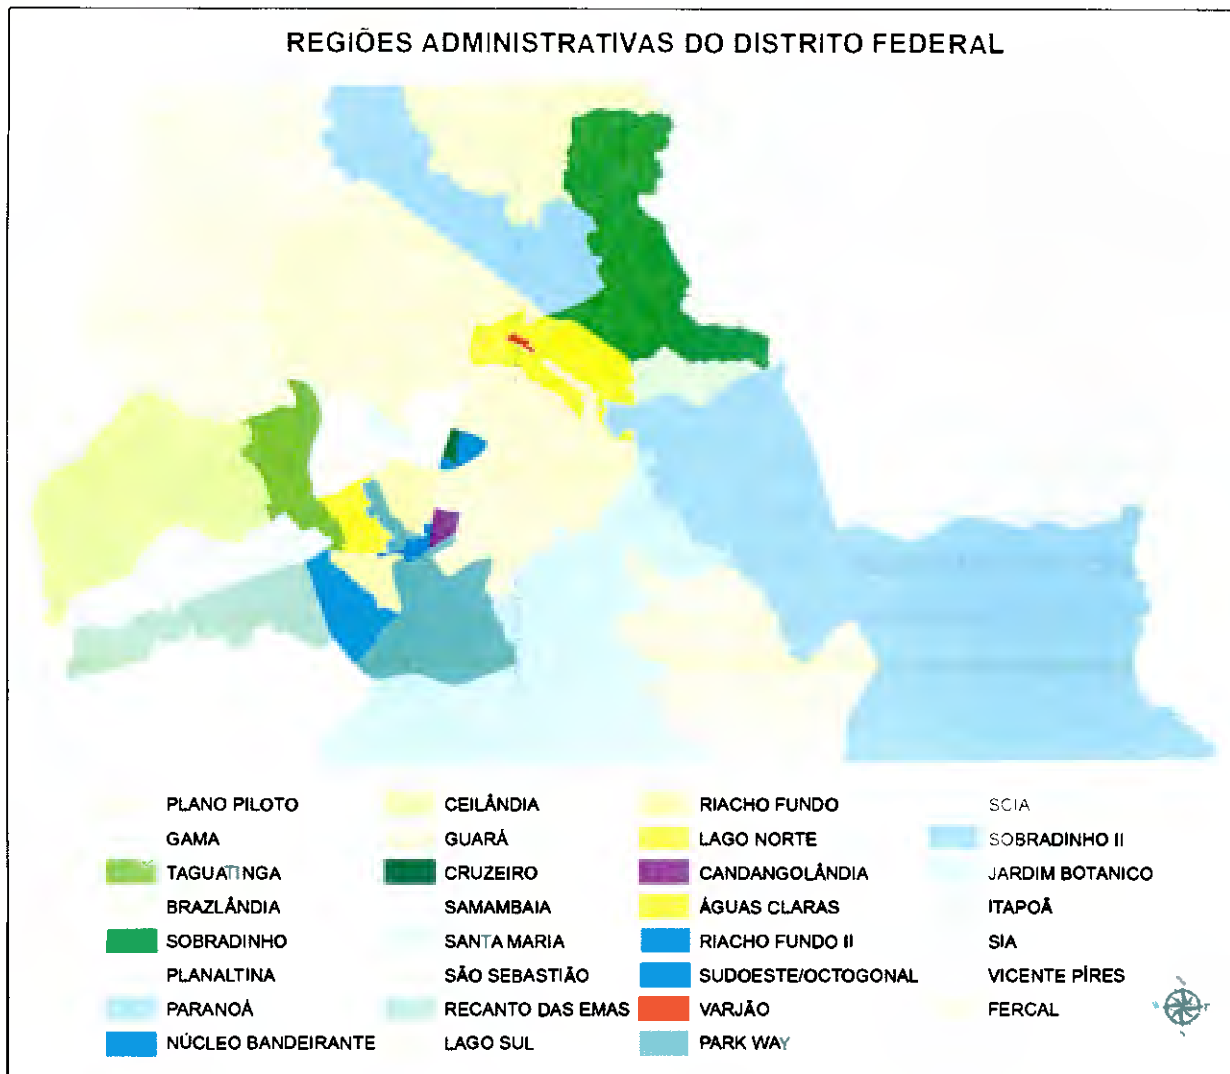 REGIÕES ADMINISTRATIVAS DO DISTRITO FEDERAL
PLANO PILOTO
GAMA
TAGUATINGA
BRAZLÂNDIA
SOBRADINHO
PLANALTINA
PARANOÁ
NÚCLEO BANDEIRANTE
CEILÂNDIA
GUARÁ
CRUZEIRO
SAMAMBAIA
SANTA MARIA
SÃO SEBASTIÃO
RECANTO DAS EMAS
LAGO SUL
RIACHO FUNDO
LAGO NORTE
CANDANGOLÂNDIA
ÁGUAS CLARAS
RIACHO FUNDO II
SUDOESTE/OCTOGONAL
VARJÃO
PARK WAY
SCIA
SOBRADINHO II
JARDIM BOTANICO
ITAPOÃ
SIA
VICENTE PÍRES
FERCAL